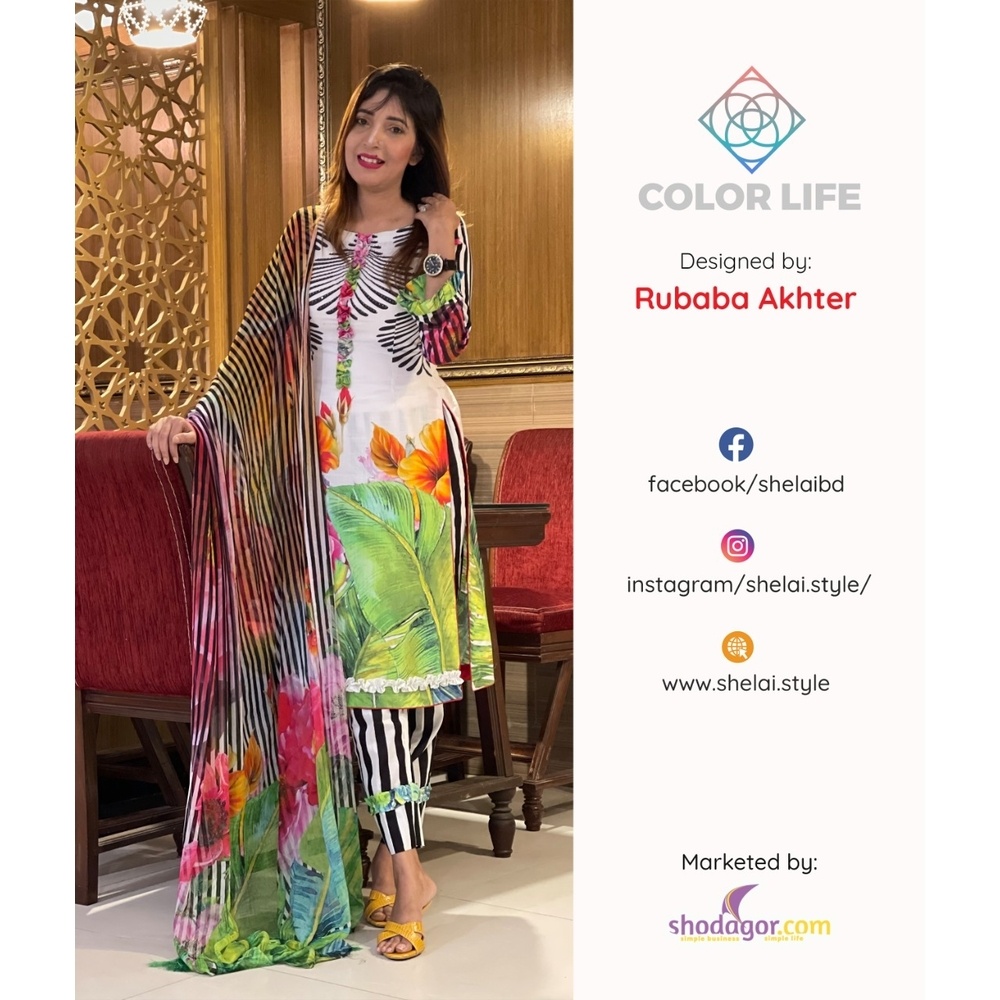 COLOR LIFE
Designed by:
Rubaba Akhter
facebook/shelaibd
instagram/shelai.style/
www.shelai.style
Marketed by:
shodagor.com
simple business simple life